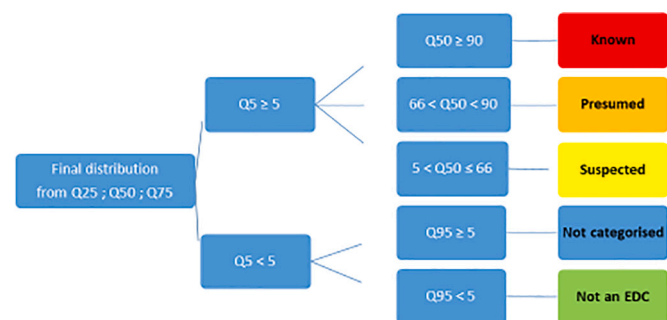 Q50 ≥ 90
Known
Q5 ≥ 5
66 < Q50 < 90
Presumed
Final distribution
from Q25 ; Q50 ; Q75
5 < Q50 ≤ 66
Suspected
Q5 < 5
Q95 ≥ 5
Not categorised
Q95 < 5
Not an EDC